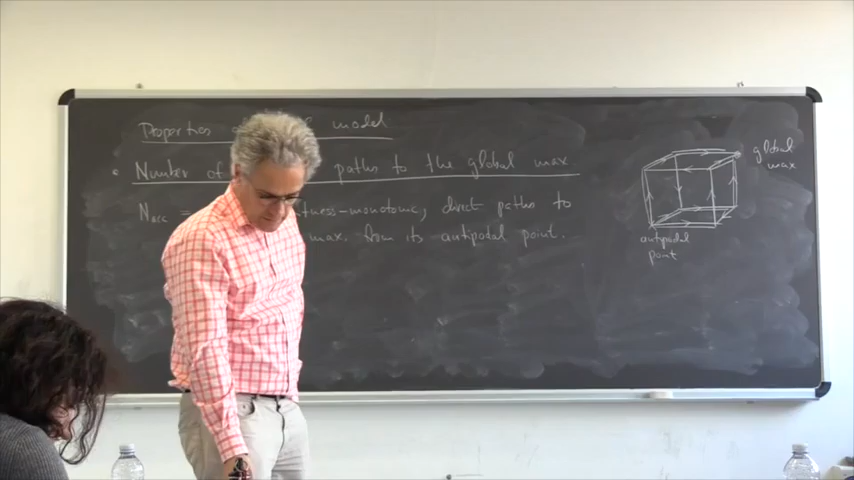 Properties model
• Number of paths to the global max
Nacc = tness-monotonic, direct paths to
max. from its antipodal point.
global
max
antipodal
point